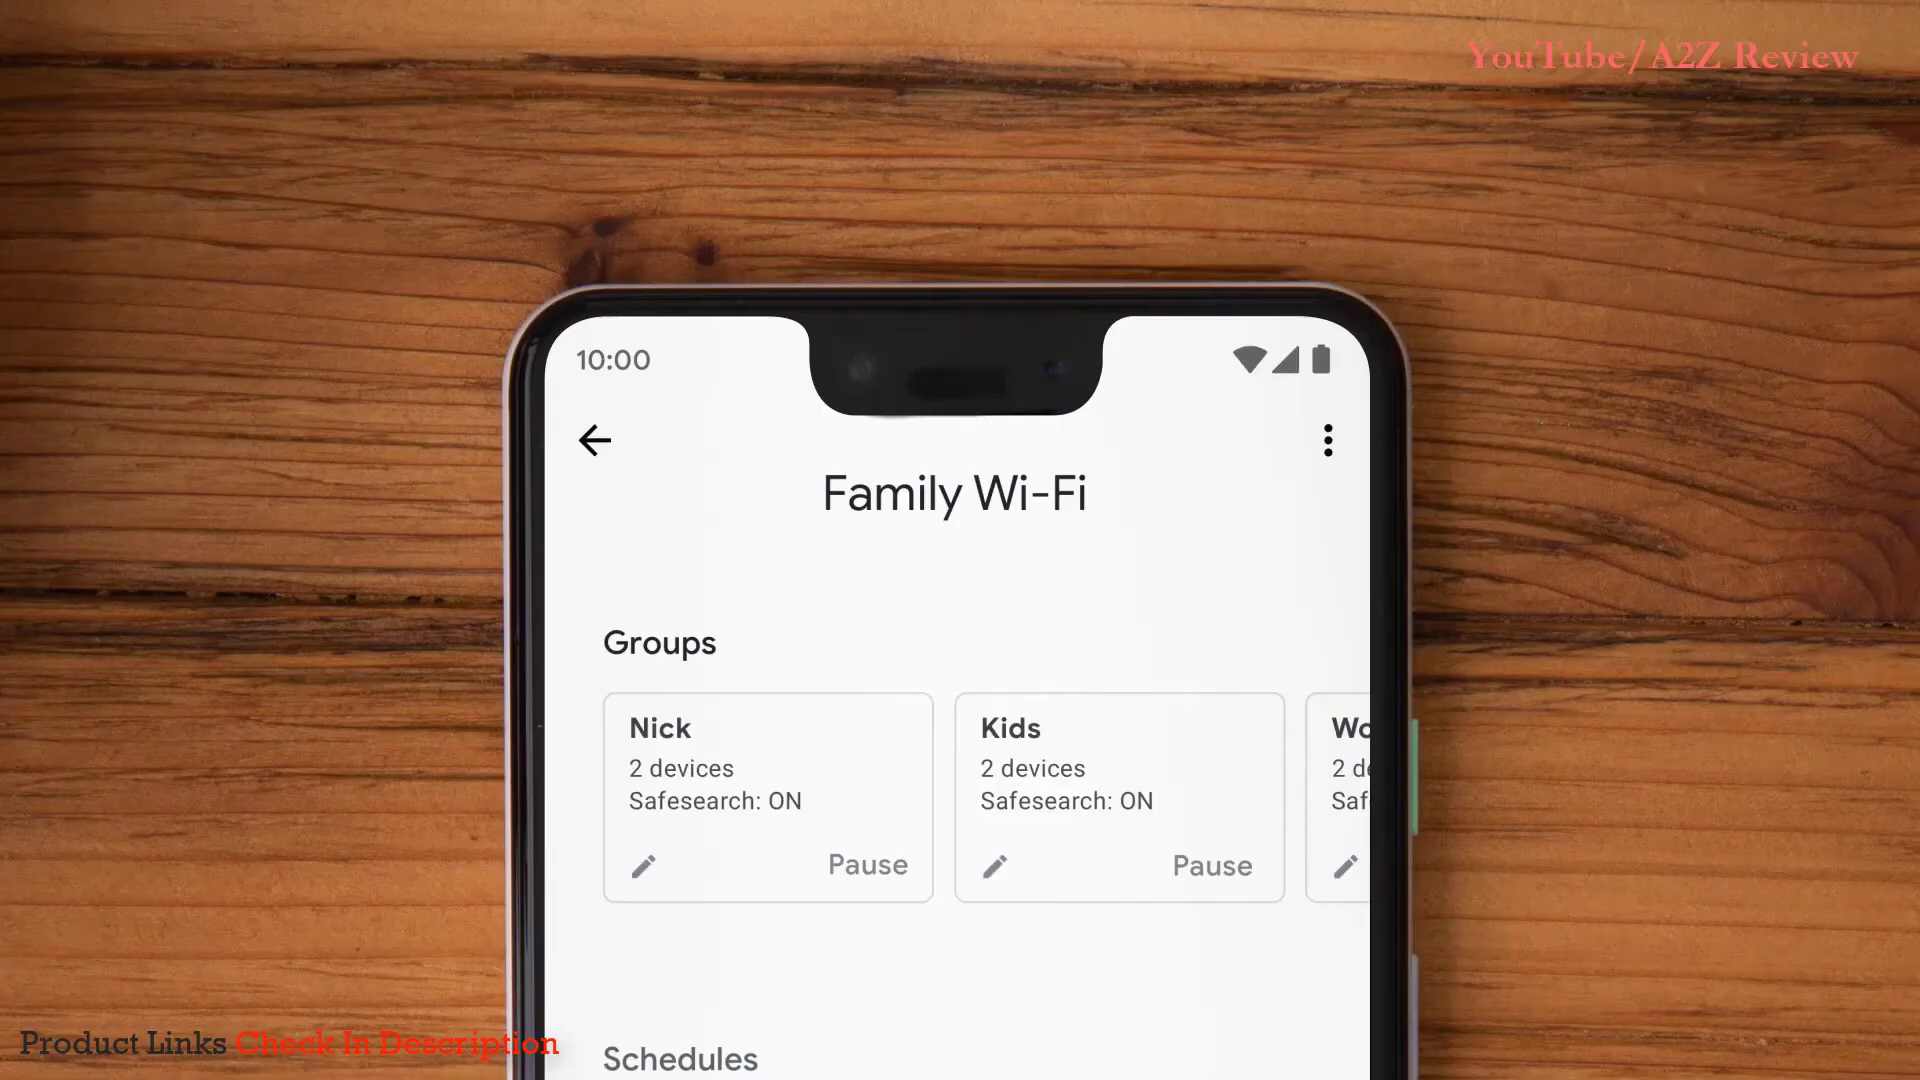 YouTube/A2Z Review
10:00
Family Wi-Fi
Groups
Nick
2 devices
Safesearch: ON
Pause
Kids
2 devices
Safesearch: ON
Pause
2
Schedules
Product Links Check In Description